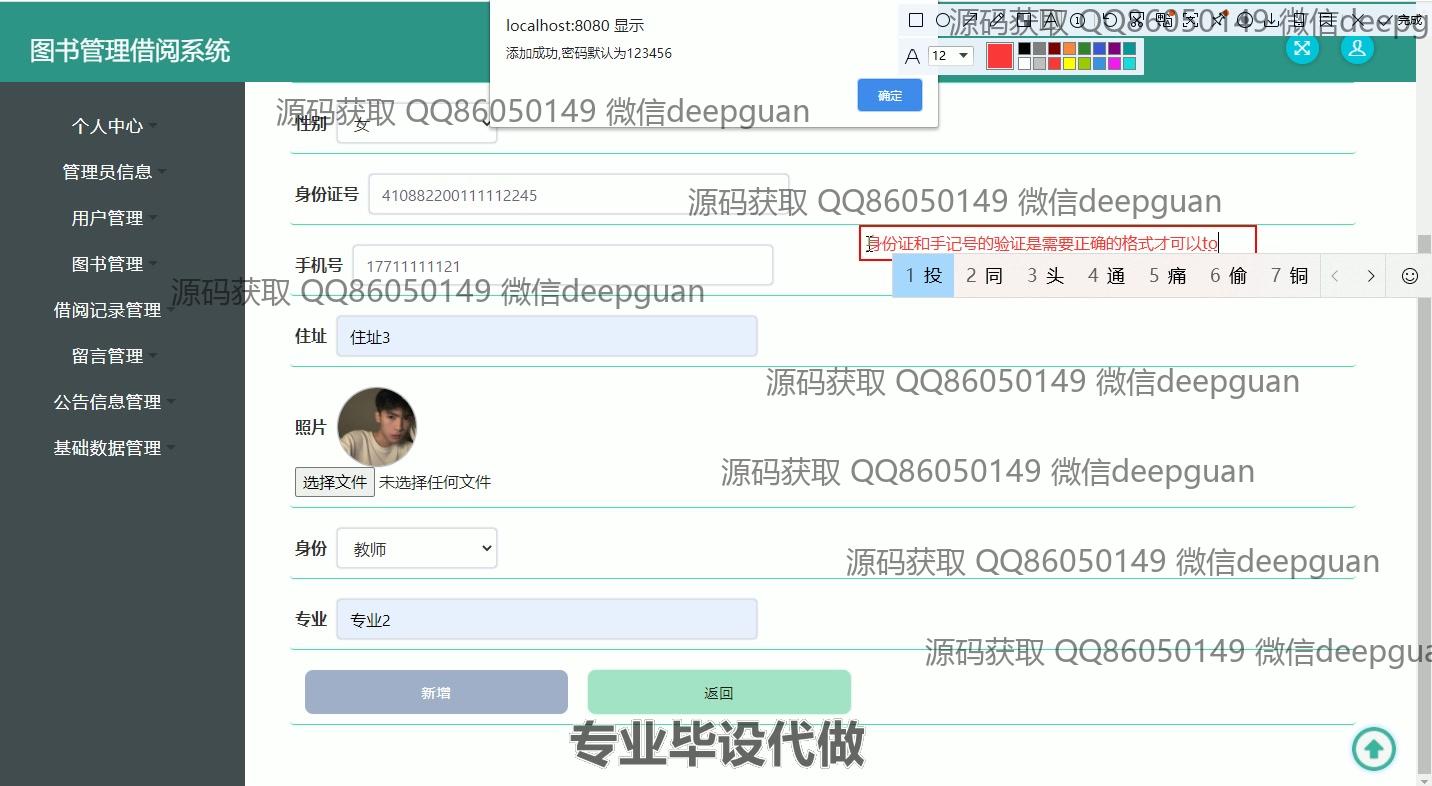 localhost:8080 显示
添加成功,密码默认为123456
确定
完成
12
图书管理借阅系统
源码获取 QQ86050149 微信deepg
个人中心
管理员信息
用户管理
图书管理
借阅记录管理
留言管理
公告信息管理
基础数据管理
源码获取 QQ86050149 微信deepguan
性别 女
身份证号 410882200111112245
源码获取 QQ86050149 微信deepguan
身份证和手记号的验证是需要正确的格式才可以to
1 投 2 同 3 头 4 通 5 痛 6 偷 7 铜
手机号 17711111121
源码获取 QQ86050149 微信deepguan
住址 住址3
源码获取 QQ86050149 微信deepguan
照片
选择文件 未选择任何文件
源码获取 QQ86050149 微信deepguan
身份 教师
源码获取 QQ86050149 微信deepguan
专业 专业2
源码获取 QQ86050149 微信deepgua
新增 返回
专业毕设代做